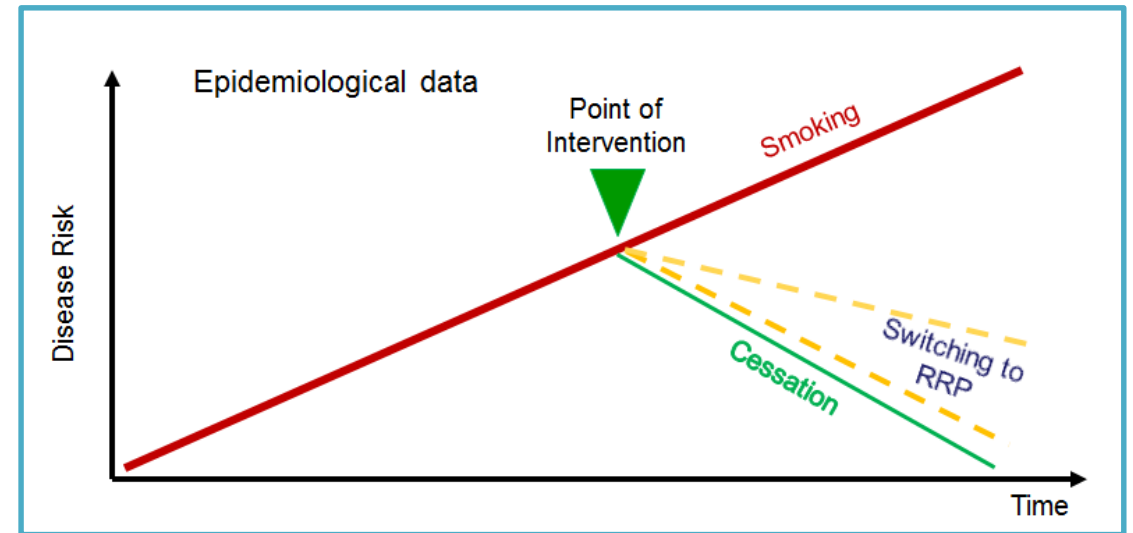 Epidemiological data
Point of
Intervention
Smoking
Disease Risk
Switching to
RRP
Cessation
Time